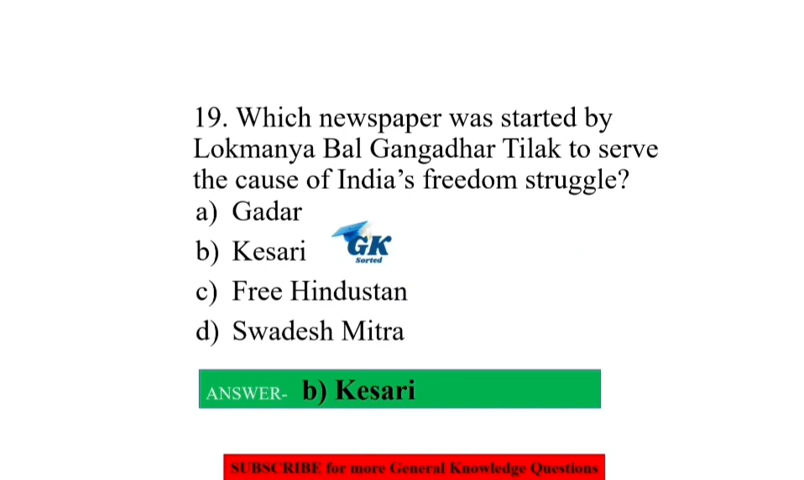 19. Which newspaper was started by
Lokmanya Bal Gangadhar Tilak to serve
the cause of India’s freedom struggle?
a) Gadar
b) Kesari
GK
Sorted
c) Free Hindustan
d) Swadesh Mitra
ANSWER- b) Kesari
SUBSCRIBE for more General Knowledge Questions